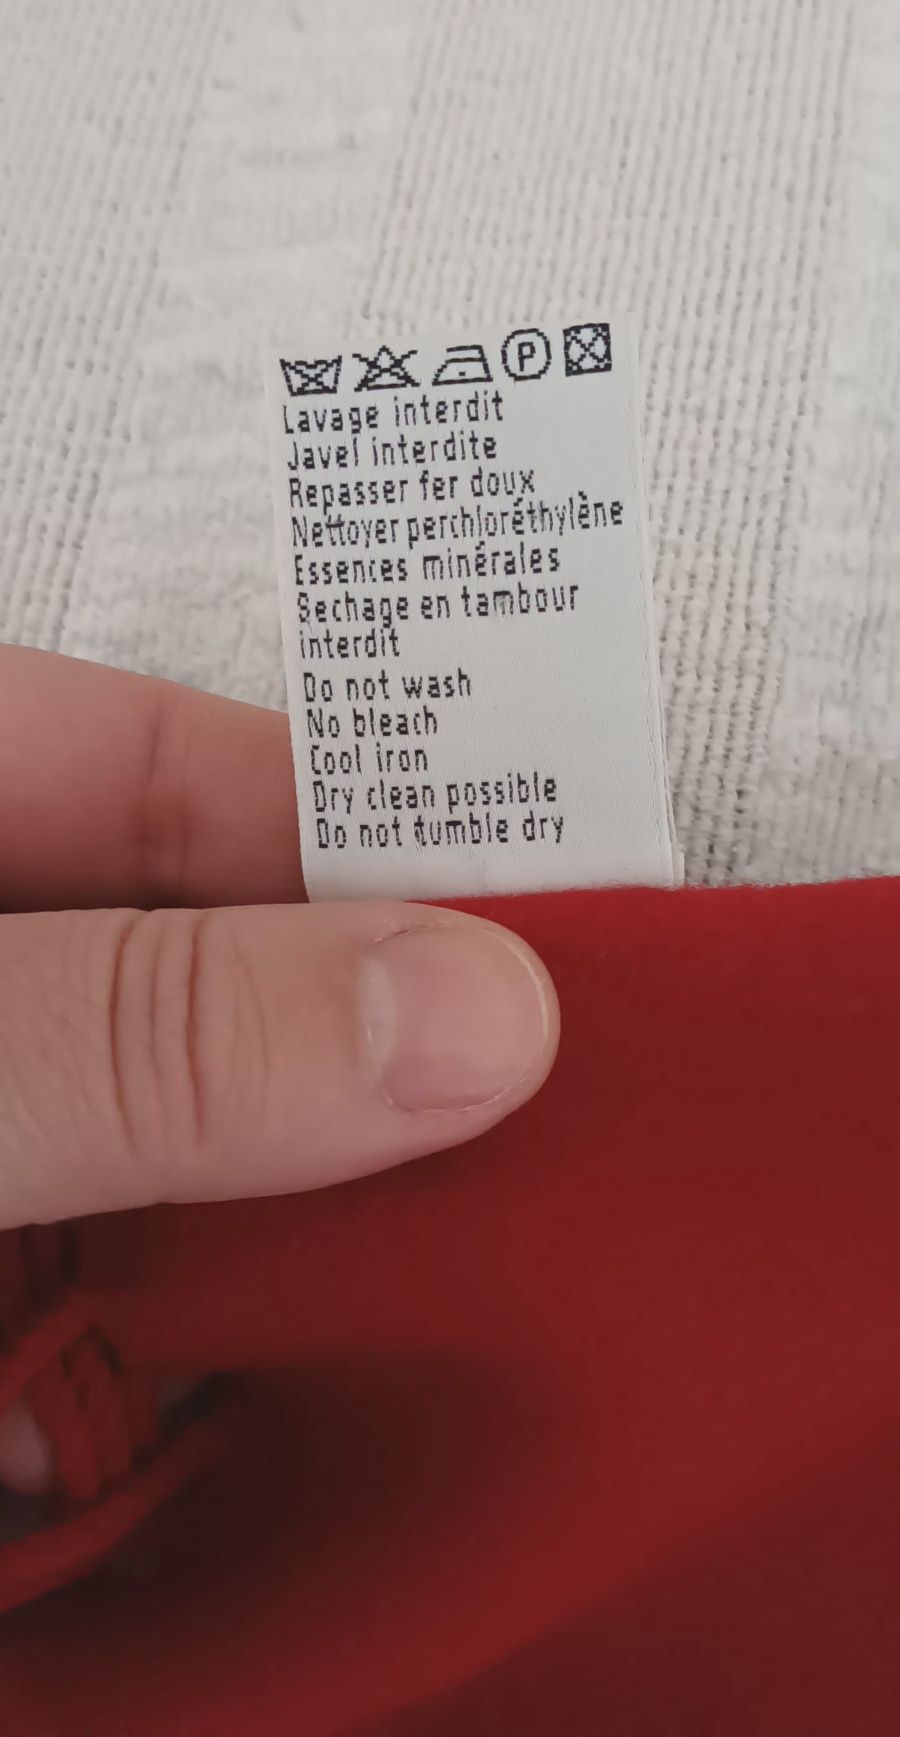 P
Lavage interdit
Javel interdite
Repasser fer doux
Nettoyer perchloréthylène
Essences minérales
Sechage en tambour
interdit
Do not wash
No bleach
Cool iron
Dry clean possible
Do not tumble dry